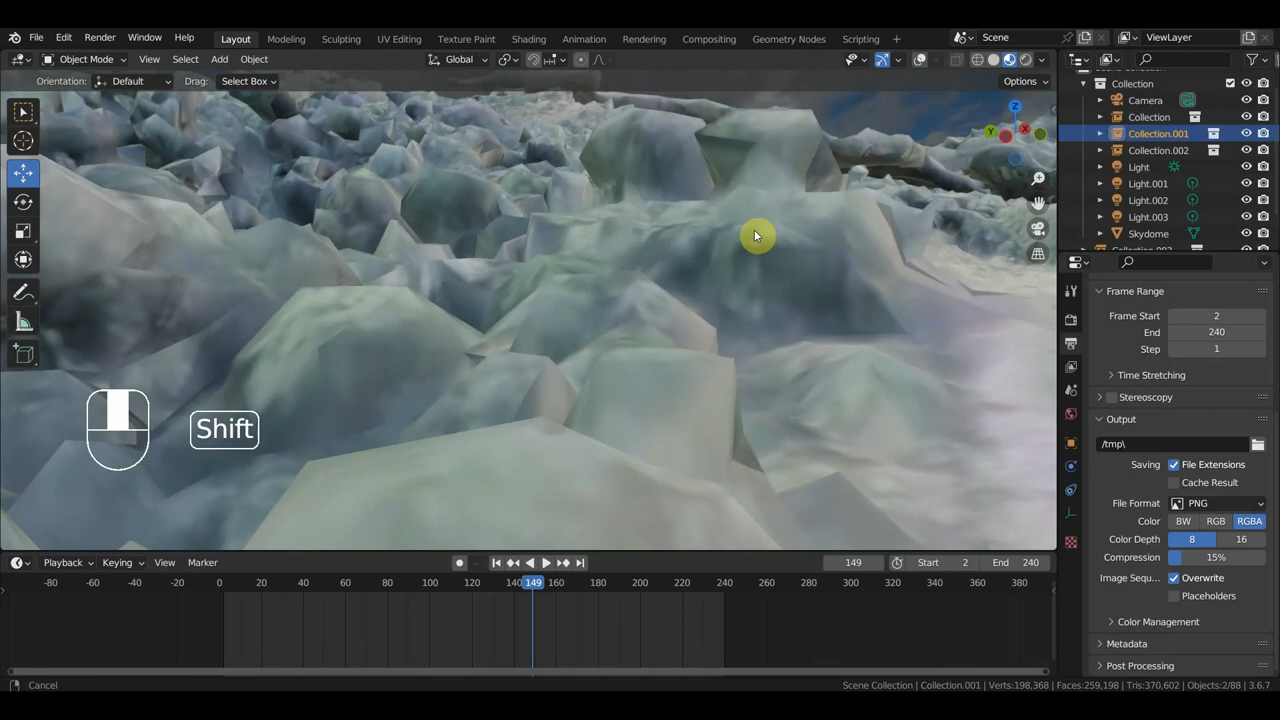 File Edit Render Window Help Layout Modeling Sculpting UV Editing Texture Paint Shading Animation Rendering Compositing Geometry Nodes Scripting + Scene ViewLayer
Object Mode View Select Add Object Global
Orientation: Default Drag: Select Box Options
Collection
Camera
Collection
Collection.001
Collection.002
Light
Light.001
Light.002
Light.003
Skydome
Z
Y
X
Frame Range
Frame Start 2
End 240
Step 1
Time Stretching
Stereoscopy
Output
/tmp\
Saving File Extensions
Cache Result
File Format PNG
Color BW RGB RGBA
Color Depth 8 16
Compression 15%
Image Sequ... Overwrite
Placeholders
Color Management
Metadata
Post Processing
Shift
Playback Keying View Marker 149 Start 2 End 240
-80 -60 -40 -20 0 20 40 60 80 100 120 140 149 160 180 200 220 240 260 280 300 320 340 360 380
Cancel Scene Collection | Collection.001 | Verts:198,368 | Faces:259,198 | Tris:370,602 | Objects:2/88 | 3.6.7